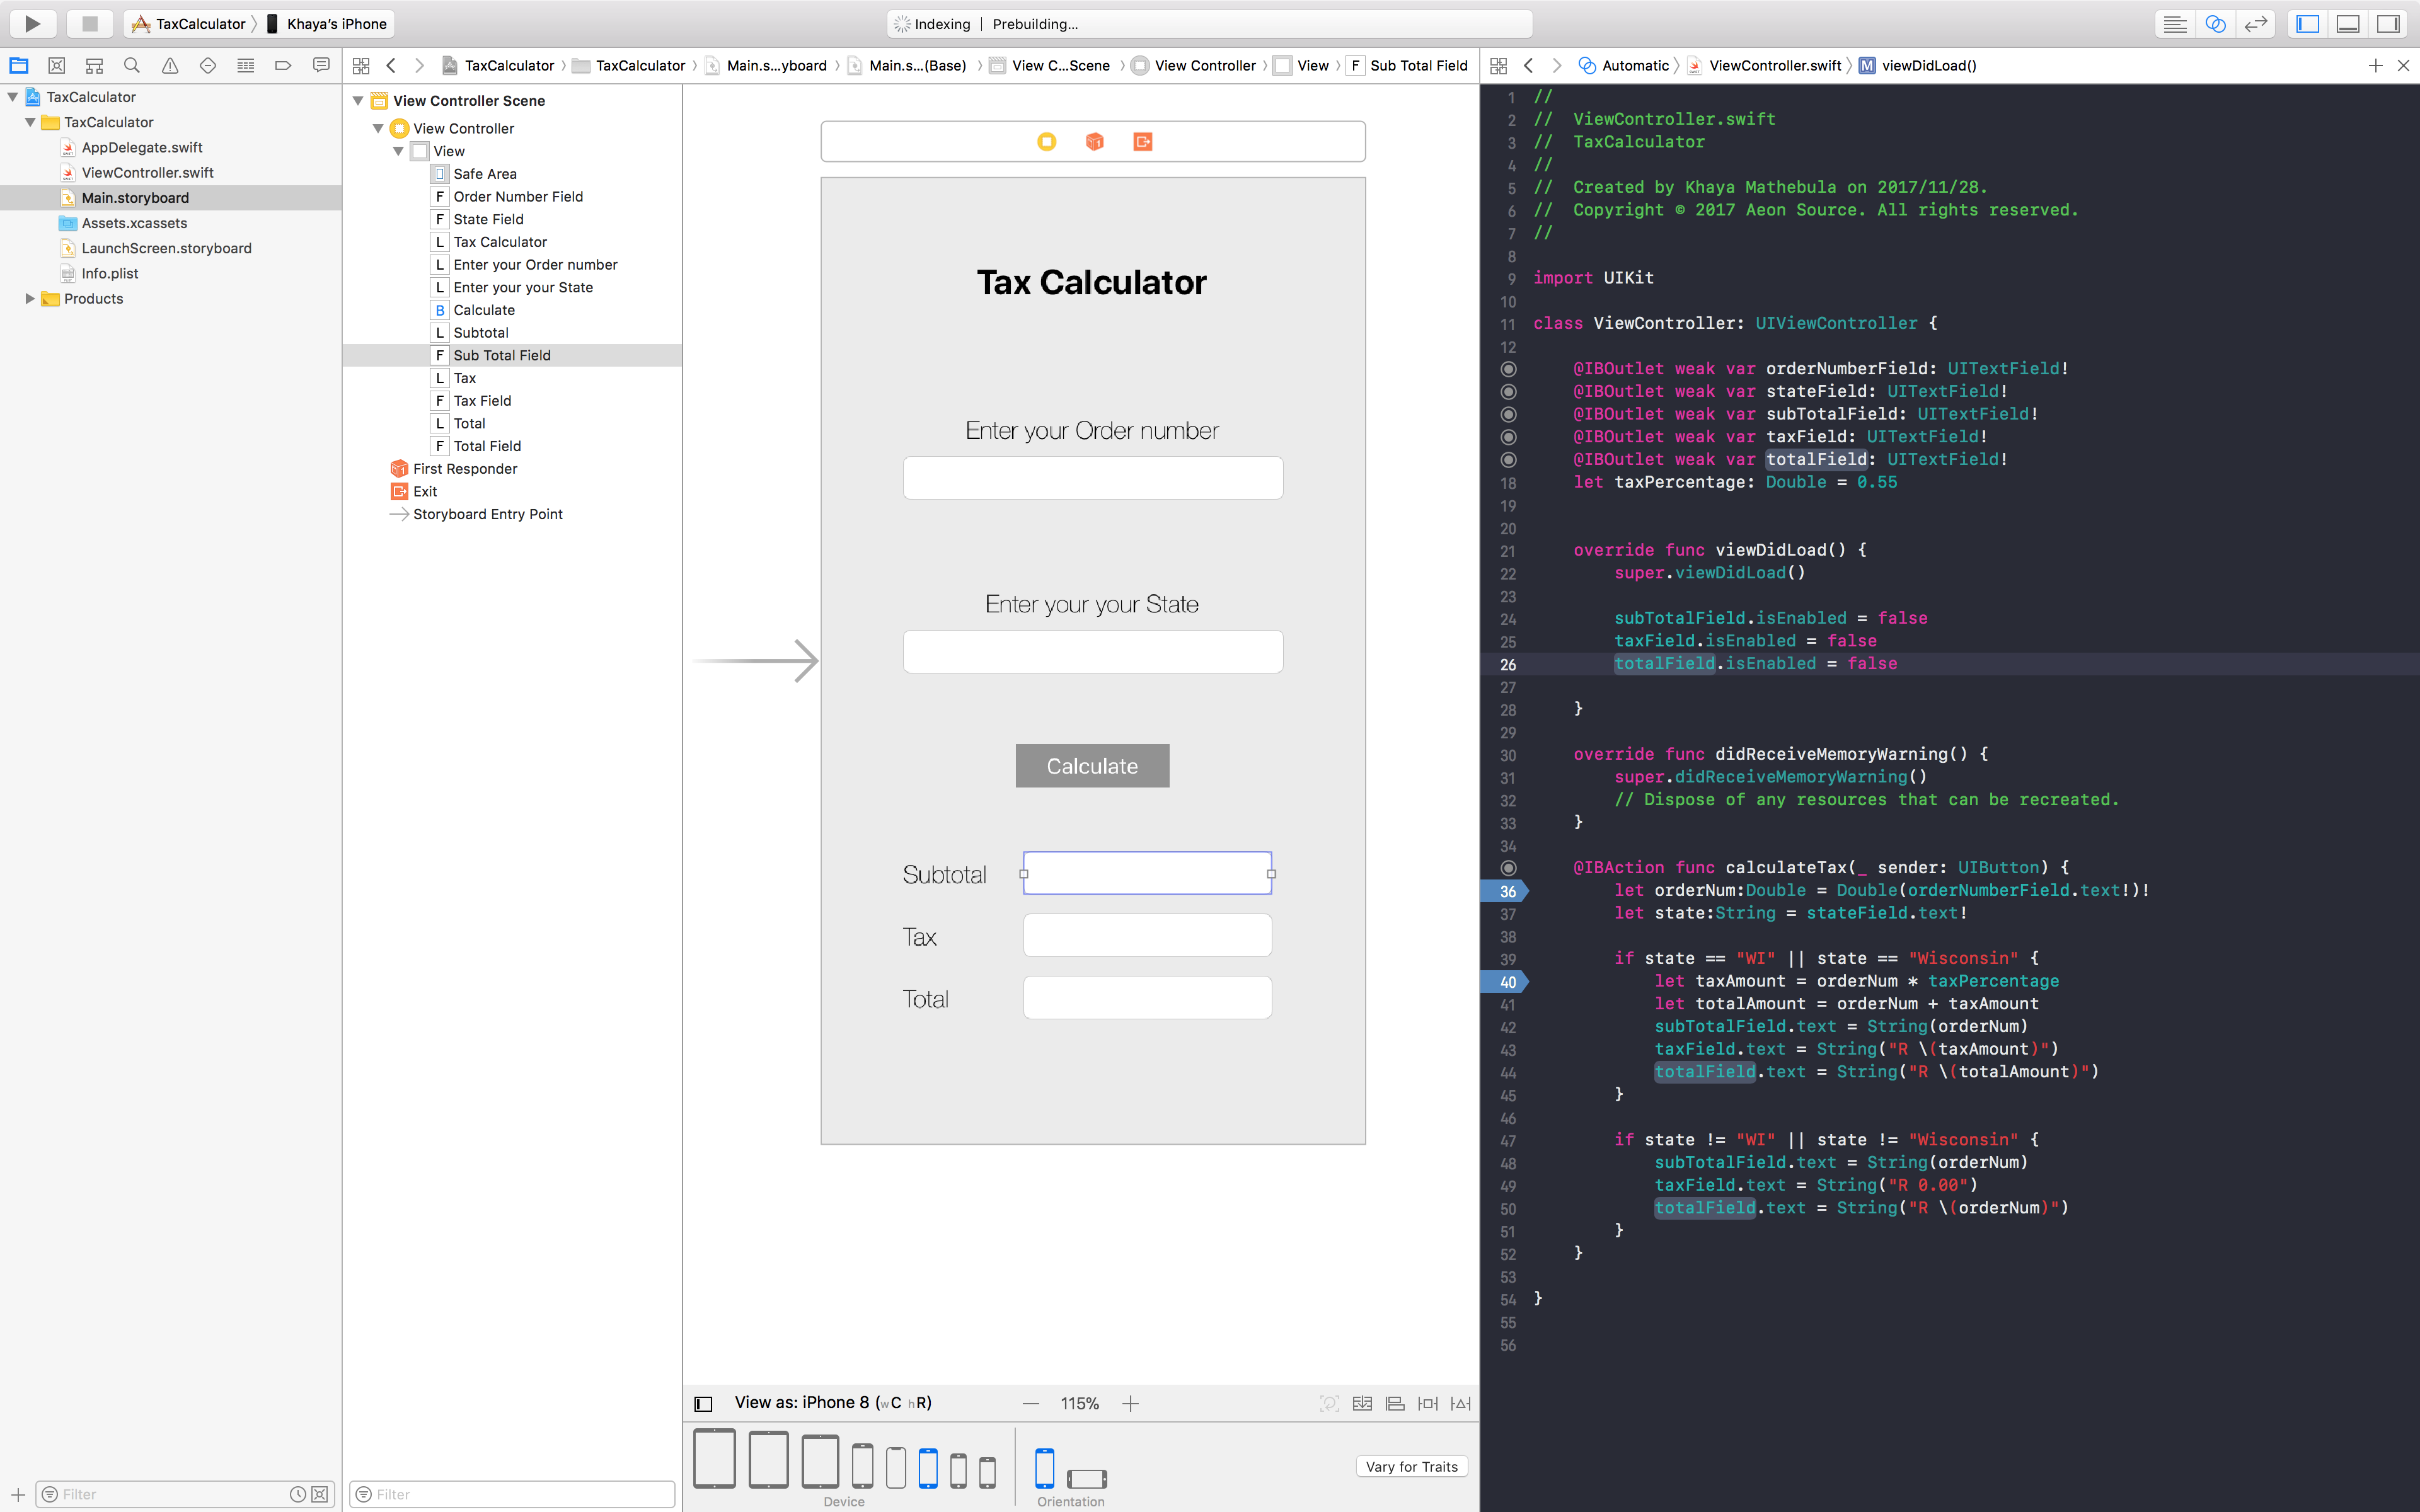 TaxCalculator Khaya's iPhone
Indexing | Prebuilding...
TaxCalculator TaxCalculator Main.s...yboard Main.s...(Base) View C...Scene View Controller View F Sub Total Field
Automatic ViewController.swift M viewDidLoad()
TaxCalculator
TaxCalculator
AppDelegate.swift
ViewController.swift
Main.storyboard
Assets.xcassets
LaunchScreen.storyboard
Info.plist
Products
Filter
View Controller Scene
View Controller
View
Safe Area
F Order Number Field
F State Field
L Tax Calculator
L Enter your Order number
L Enter your your State
B Calculate
L Subtotal
F Sub Total Field
L Tax
F Tax Field
L Total
F Total Field
First Responder
Exit
Storyboard Entry Point
Filter
Tax Calculator
Enter your Order number
Enter your your State
Calculate
Subtotal
Tax
Total
View as: iPhone 8 (wC hR)
115%
Vary for Traits
Device
Orientation
1 //
2 //  ViewController.swift
3 //  TaxCalculator
4 //
5 //  Created by Khaya Mathebula on 2017/11/28.
6 //  Copyright © 2017 Aeon Source. All rights reserved.
7 //
8
9 import UIKit
10
11 class ViewController: UIViewController {
12
@IBOutlet weak var orderNumberField: UITextField!
@IBOutlet weak var stateField: UITextField!
@IBOutlet weak var subTotalField: UITextField!
@IBOutlet weak var taxField: UITextField!
@IBOutlet weak var totalField: UITextField!
18 let taxPercentage: Double = 0.55
19
20
21 override func viewDidLoad() {
22 super.viewDidLoad()
23
24 subTotalField.isEnabled = false
25 taxField.isEnabled = false
26 totalField.isEnabled = false
27
28 }
29
30 override func didReceiveMemoryWarning() {
31 super.didReceiveMemoryWarning()
32 // Dispose of any resources that can be recreated.
33 }
34
@IBAction func calculateTax(_ sender: UIButton) {
36 let orderNum:Double = Double(orderNumberField.text!)!
37 let state:String = stateField.text!
38
39 if state == "WI" || state == "Wisconsin" {
40 let taxAmount = orderNum * taxPercentage
41 let totalAmount = orderNum + taxAmount
42 subTotalField.text = String(orderNum)
43 taxField.text = String("R \(taxAmount)")
44 totalField.text = String("R \(totalAmount)")
45 }
46
47 if state != "WI" || state != "Wisconsin" {
48 subTotalField.text = String(orderNum)
49 taxField.text = String("R 0.00")
50 totalField.text = String("R \(orderNum)")
51 }
52 }
53
54 }
55
56